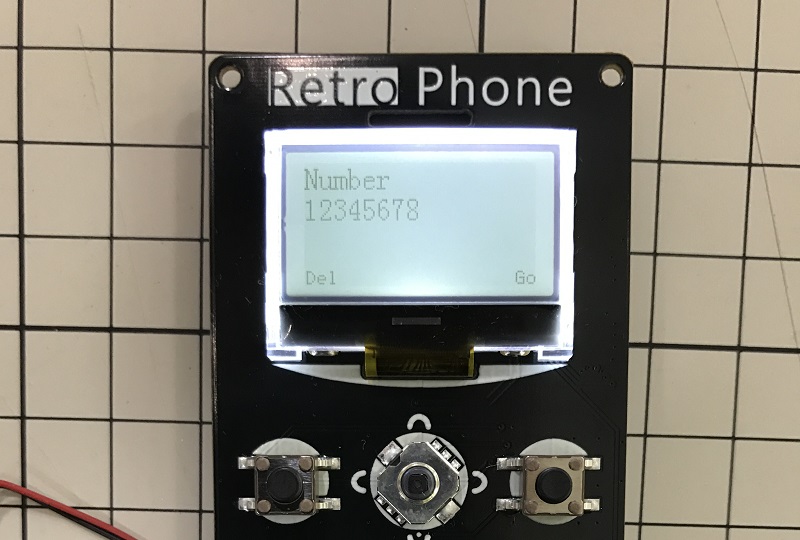 Retro Phone
Number
12345678
Del Go